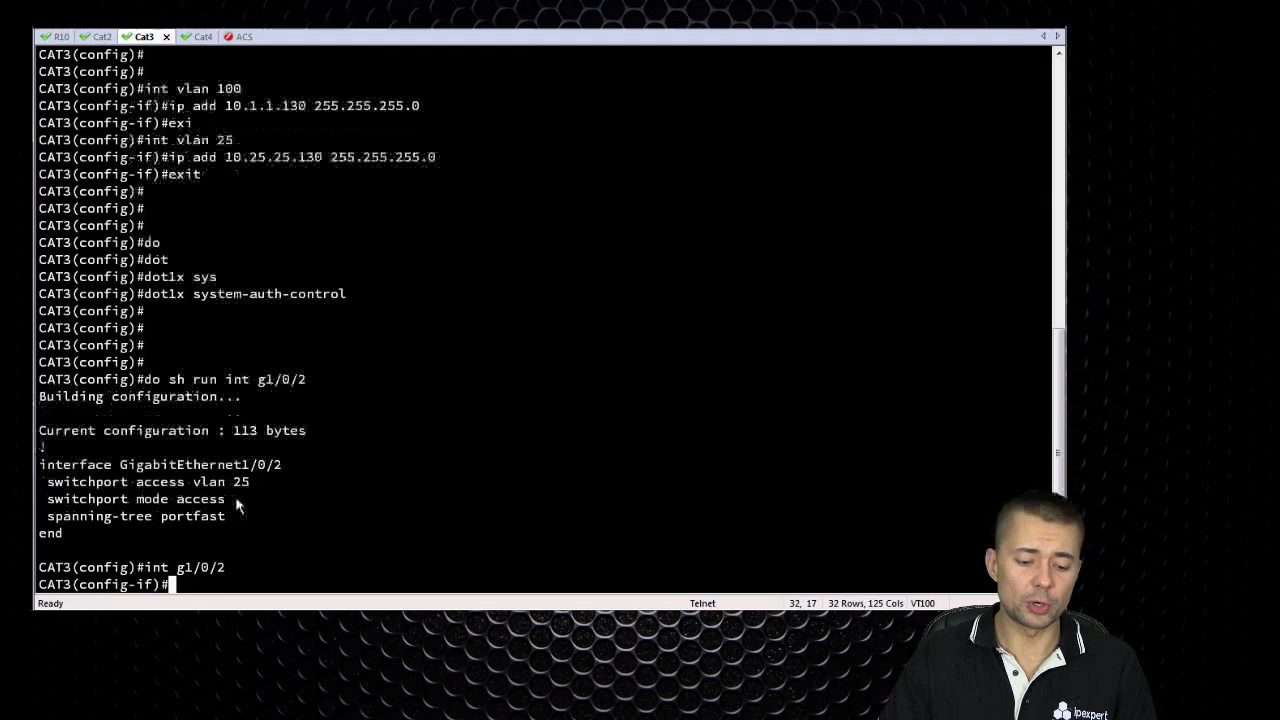 R10 Cat2 Cat3 Cat4 ACS
CAT3(config)#
CAT3(config)#
CAT3(config)#int vlan 100
CAT3(config-if)#ip add 10.1.1.130 255.255.255.0
CAT3(config-if)#exi
CAT3(config)#int vlan 25
CAT3(config-if)#ip add 10.25.25.130 255.255.255.0
CAT3(config-if)#exit
CAT3(config)#
CAT3(config)#
CAT3(config)#
CAT3(config)#do
CAT3(config)#dot
CAT3(config)#dot1x sys
CAT3(config)#dot1x system-auth-control
CAT3(config)#
CAT3(config)#
CAT3(config)#
CAT3(config)#
CAT3(config)#do sh run int g1/0/2
Building configuration...
Current configuration : 113 bytes
!
interface GigabitEthernet1/0/2
switchport access vlan 25
switchport mode access
spanning-tree portfast
end
CAT3(config)#int g1/0/2
CAT3(config-if)#
Ready Telnet 32, 17 32 Rows, 125 Cols VT100
ipexpert